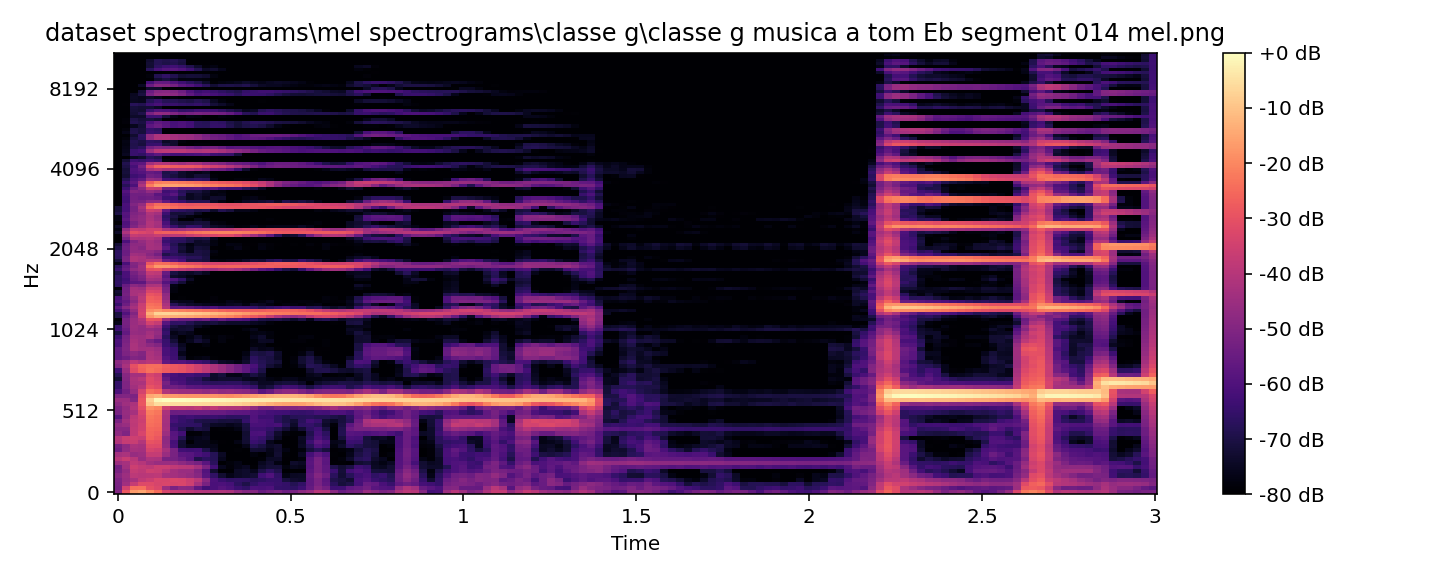 dataset spectrograms\mel spectrograms\classe g\classe g musica a tom Eb segment 014 mel.png
8192
4096
2048
1024
512
0
Hz
0
0.5
1
1.5
2
2.5
3
Time
+0 dB
-10 dB
-20 dB
-30 dB
-40 dB
-50 dB
-60 dB
-70 dB
-80 dB